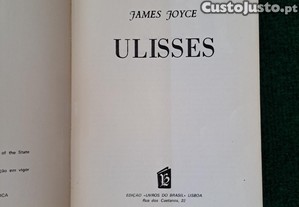 CustoJusto.pt
JAMES JOYCE
ULISSES
of the State
ção em vigor
ICA
EDIÇÃO «LIVROS DO BRASIL» LISBOA
Rua dos Caetanos, 22